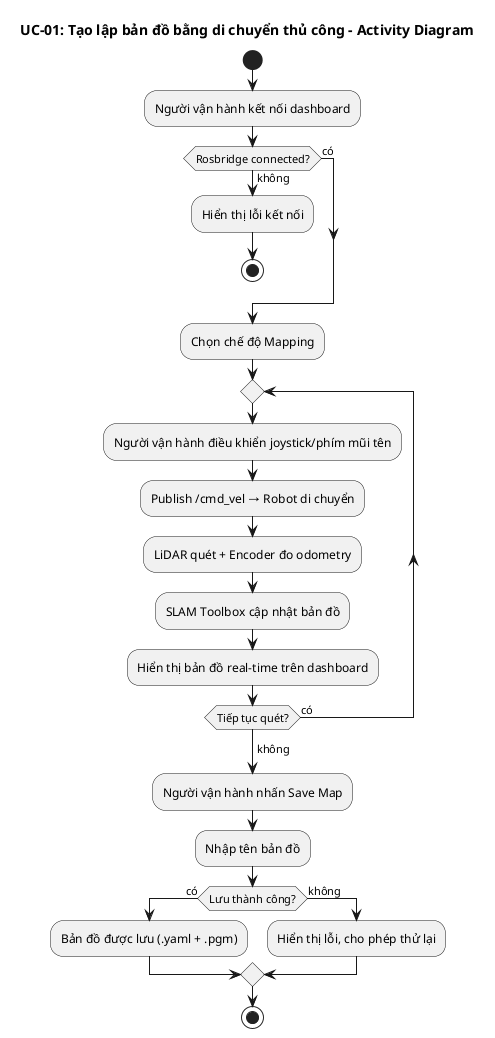 UC-01: Tạo lập bản đồ bằng di chuyển thủ công - Activity Diagram
Người vận hành kết nối dashboard
Rosbridge connected?
có
không
Hiển thị lỗi kết nối
Chọn chế độ Mapping
Người vận hành điều khiển joystick/phím mũi tên
Publish /cmd_vel → Robot di chuyển
LiDAR quét + Encoder đo odometry
SLAM Toolbox cập nhật bản đồ
Hiển thị bản đồ real-time trên dashboard
Tiếp tục quét?
có
không
Người vận hành nhấn Save Map
Nhập tên bản đồ
có
Lưu thành công?
không
Bản đồ được lưu (.yaml + .pgm)
Hiển thị lỗi, cho phép thử lại